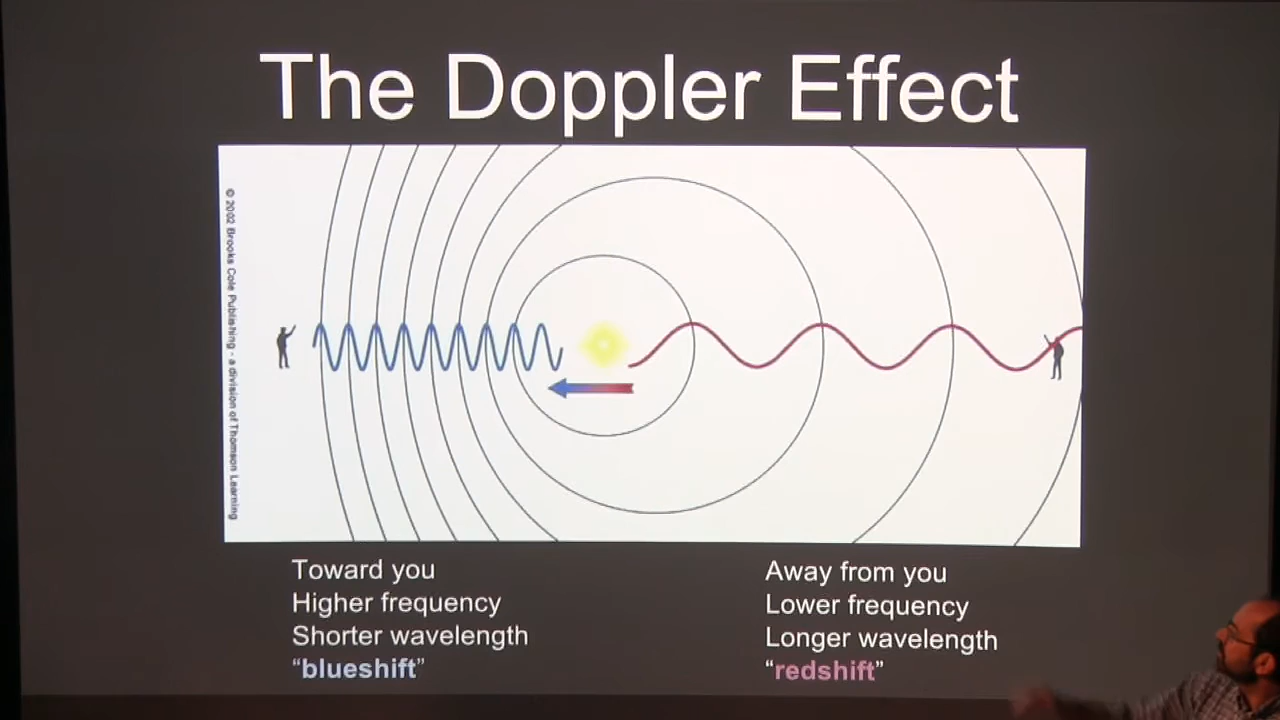 The Doppler Effect
© 2002 Brooks Cole Publishing - a division of Thomson Learning
Toward you
Higher frequency
Shorter wavelength
“blueshift”
Away from you
Lower frequency
Longer wavelength
“redshift”